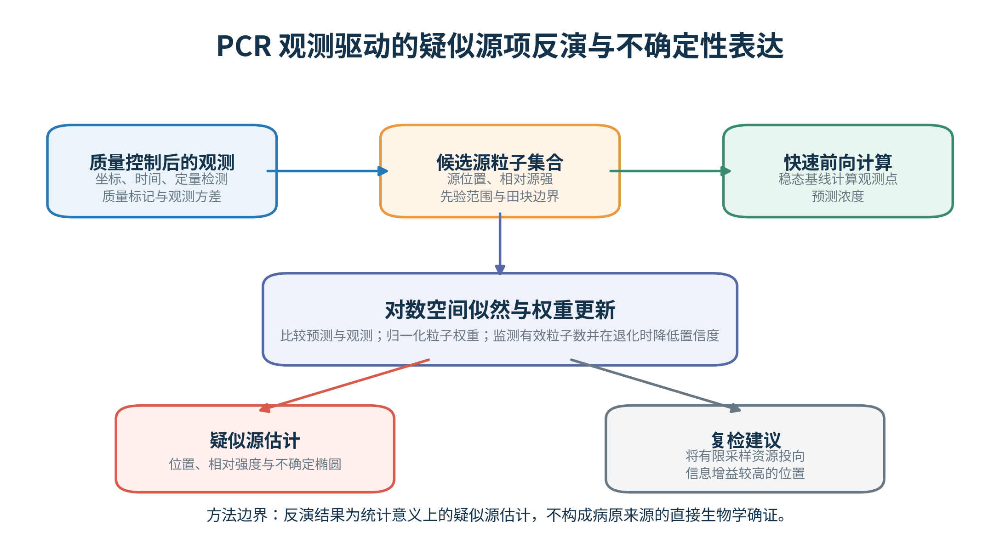 PCR 观测驱动的疑似源项反演与不确定性表达
质量控制后的观测
坐标、时间、定量检测
质量标记与观测方差
候选源粒子集合
源位置、相对源强
先验范围与田块边界
快速前向计算
稳态基线计算观测点
预测浓度
对数空间似然与权重更新
比较预测与观测；归一化粒子权重；监测有效粒子数并在退化时降低置信度
疑似源估计
位置、相对强度与不确定椭圆
复检建议
将有限采样资源投向
信息增益较高的位置
方法边界：反演结果为统计意义上的疑似源估计，不构成病原来源的直接生物学确证。